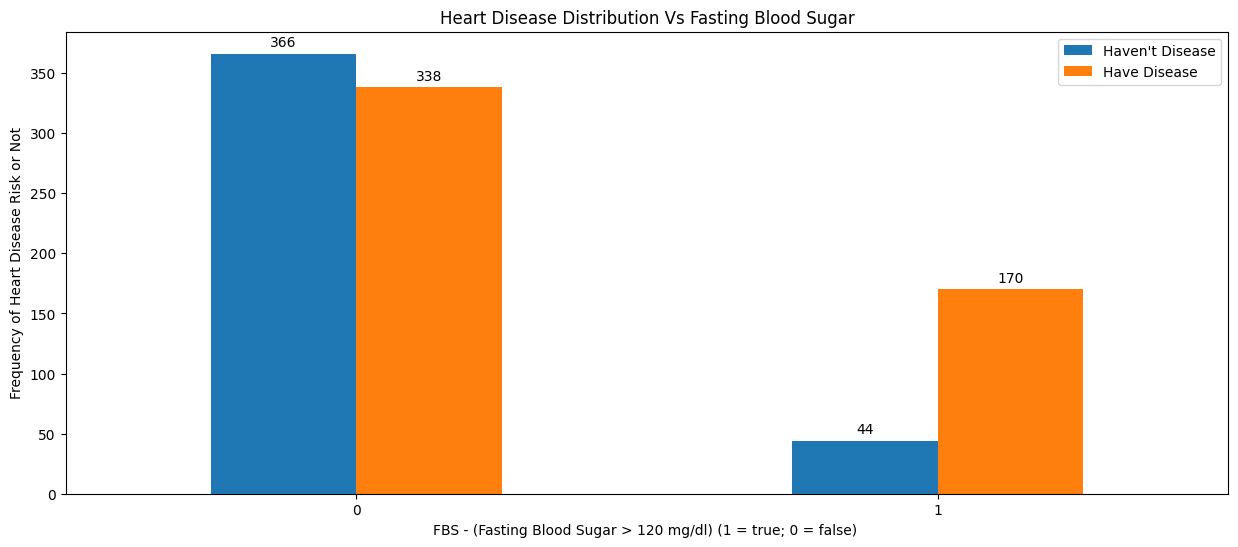 Heart Disease Distribution Vs Fasting Blood Sugar
Haven't Disease
Have Disease
366
338
44
170
350
300
250
200
150
100
50
0
Frequency of Heart Disease Risk or Not
0
1
FBS - (Fasting Blood Sugar > 120 mg/dl) (1 = true; 0 = false)